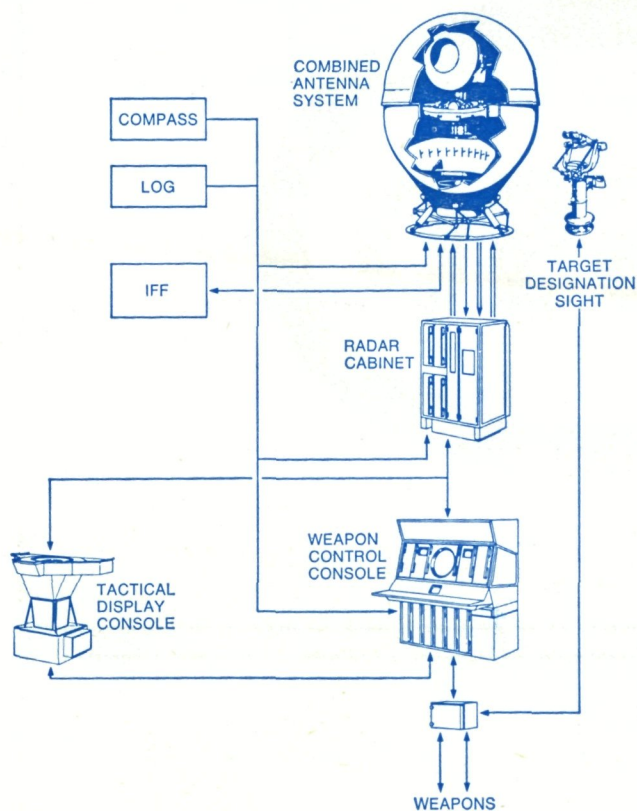 COMBINED
ANTENNA
SYSTEM
COMPASS
LOG
IFF
TARGET
DESIGNATION
SIGHT
RADAR
CABINET
WEAPON
CONTROL
CONSOLE
TACTICAL
DISPLAY
CONSOLE
WEAPONS